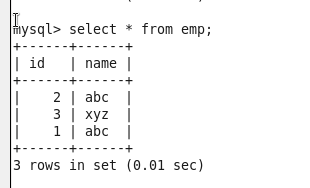 mysql> select * from emp;
+------+------+
| id   | name |
+------+------+
|    2 | abc  |
|    3 | xyz  |
|    1 | abc  |
+------+------+
3 rows in set (0.01 sec)